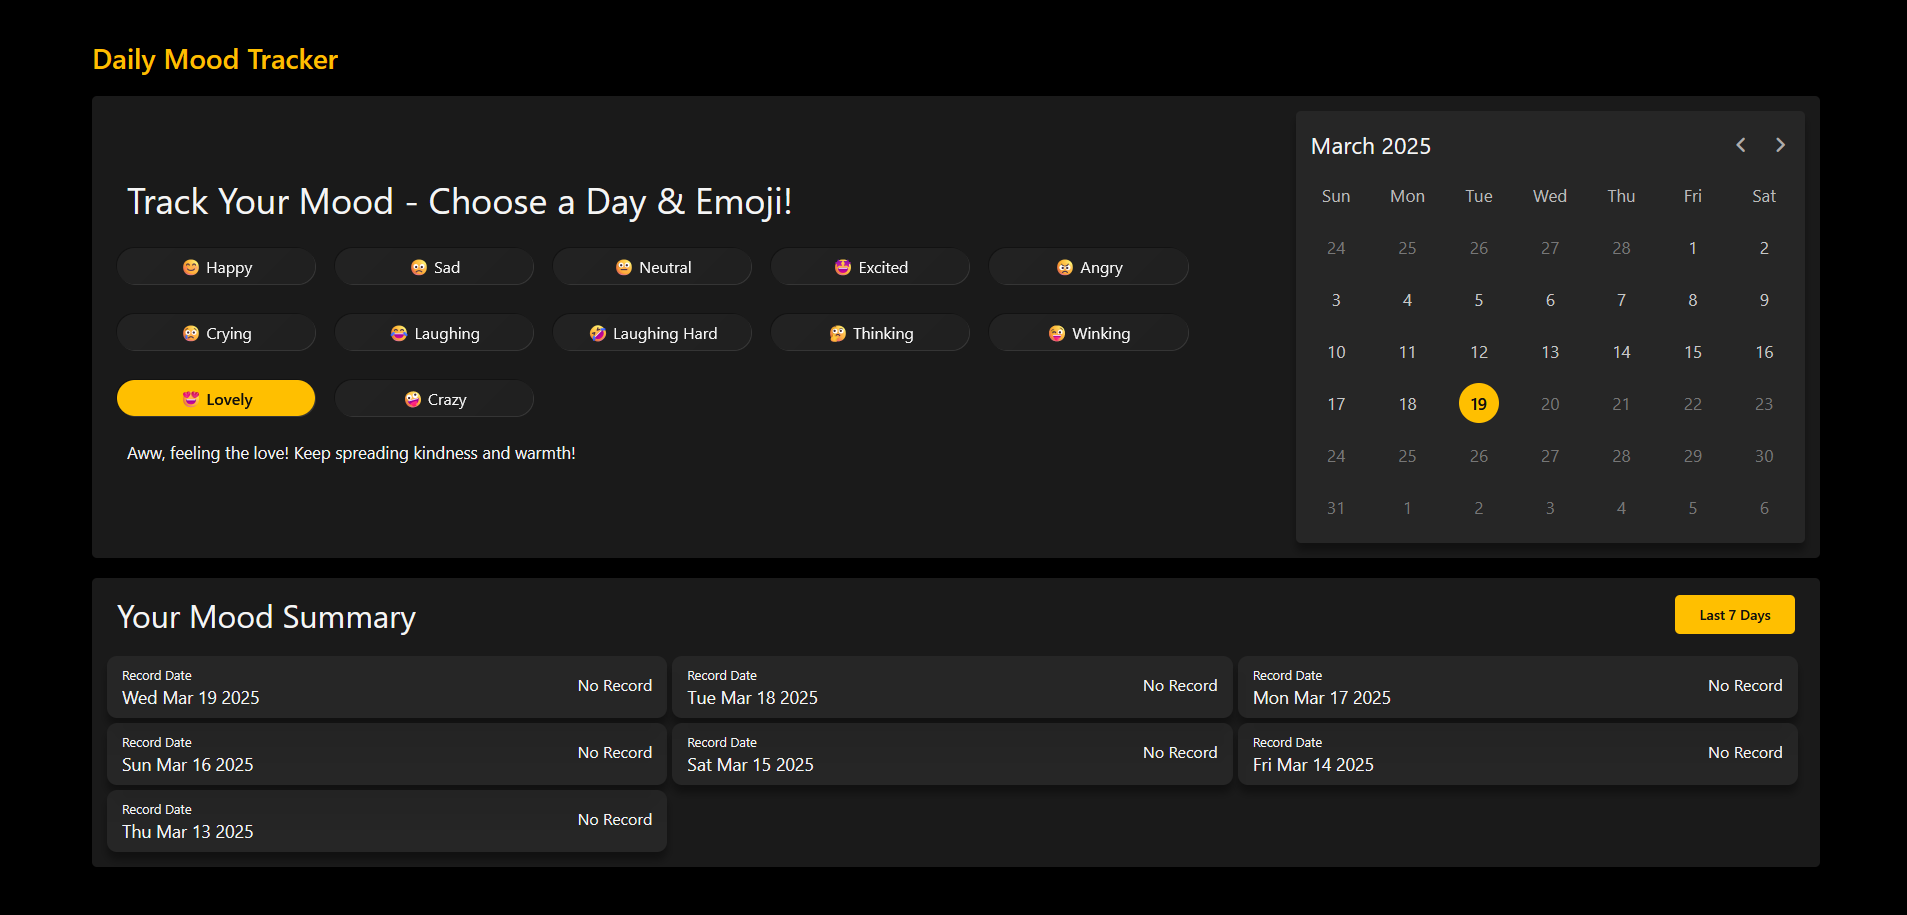 Daily Mood Tracker
Track Your Mood - Choose a Day & Emoji!
😊 Happy 😞 Sad 😐 Neutral 🤩 Excited 😠 Angry
😢 Crying 😂 Laughing 🤣 Laughing Hard 🤔 Thinking 😜 Winking
😍 Lovely 🤪 Crazy
Aww, feeling the love! Keep spreading kindness and warmth!
March 2025
Sun Mon Tue Wed Thu Fri Sat
24 25 26 27 28 1 2
3 4 5 6 7 8 9
10 11 12 13 14 15 16
17 18 19 20 21 22 23
24 25 26 27 28 29 30
31 1 2 3 4 5 6
Your Mood Summary
Last 7 Days
Record Date
Wed Mar 19 2025
No Record
Record Date
Tue Mar 18 2025
No Record
Record Date
Mon Mar 17 2025
No Record
Record Date
Sun Mar 16 2025
No Record
Record Date
Sat Mar 15 2025
No Record
Record Date
Fri Mar 14 2025
No Record
Record Date
Thu Mar 13 2025
No Record